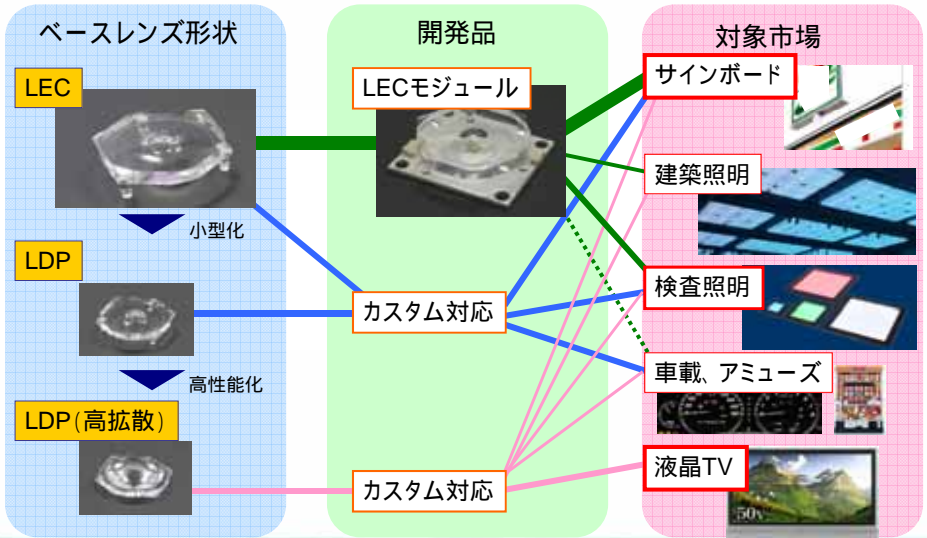 ベースレンズ形状
開発品
対象市場
LEC
LECモジュール
サインボード
建築照明
小型化
LDP
カスタム対応
検査照明
高性能化
車載、アミューズ
LDP(高拡散)
カスタム対応
液晶TV
50v